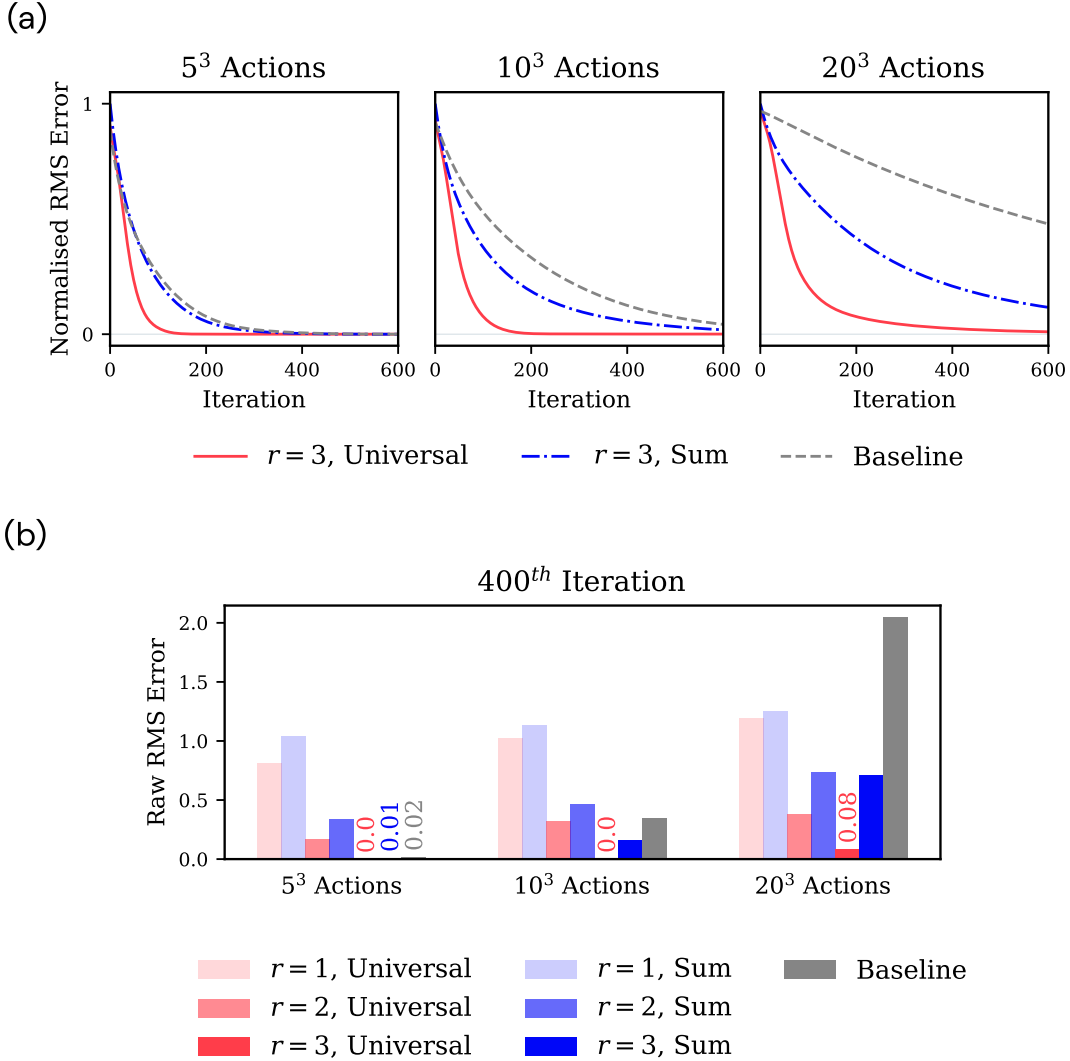 (a)
5³ Actions
10³ Actions
20³ Actions
Normalised RMS Error
1
0
0 200 400 600
0 200 400 600
0 200 400 600
Iteration
Iteration
Iteration
r = 3, Universal
r = 3, Sum
Baseline
(b)
400ᵗʰ Iteration
Raw RMS Error
2.0
1.5
1.0
0.5
0.0
0.0
0.01
0.02
0.0
0.08
5³ Actions
10³ Actions
20³ Actions
r = 1, Universal
r = 1, Sum
Baseline
r = 2, Universal
r = 2, Sum
r = 3, Universal
r = 3, Sum